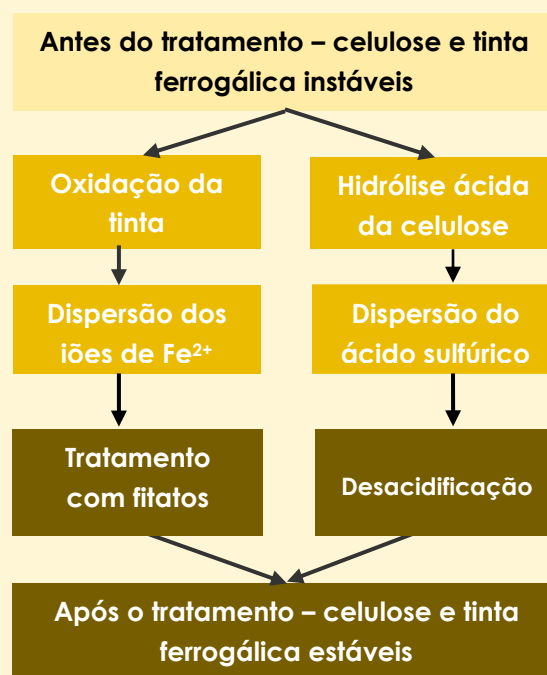 Antes do tratamento – celulose e tinta
ferrogálica instáveis
Oxidação da
tinta
Hidrólise ácida
da celulose
Dispersão dos
iões de Fe²⁺
Dispersão do
ácido sulfúrico
Tratamento
com fitatos
Desacidificação
Após o tratamento – celulose e tinta
ferrogálica estáveis